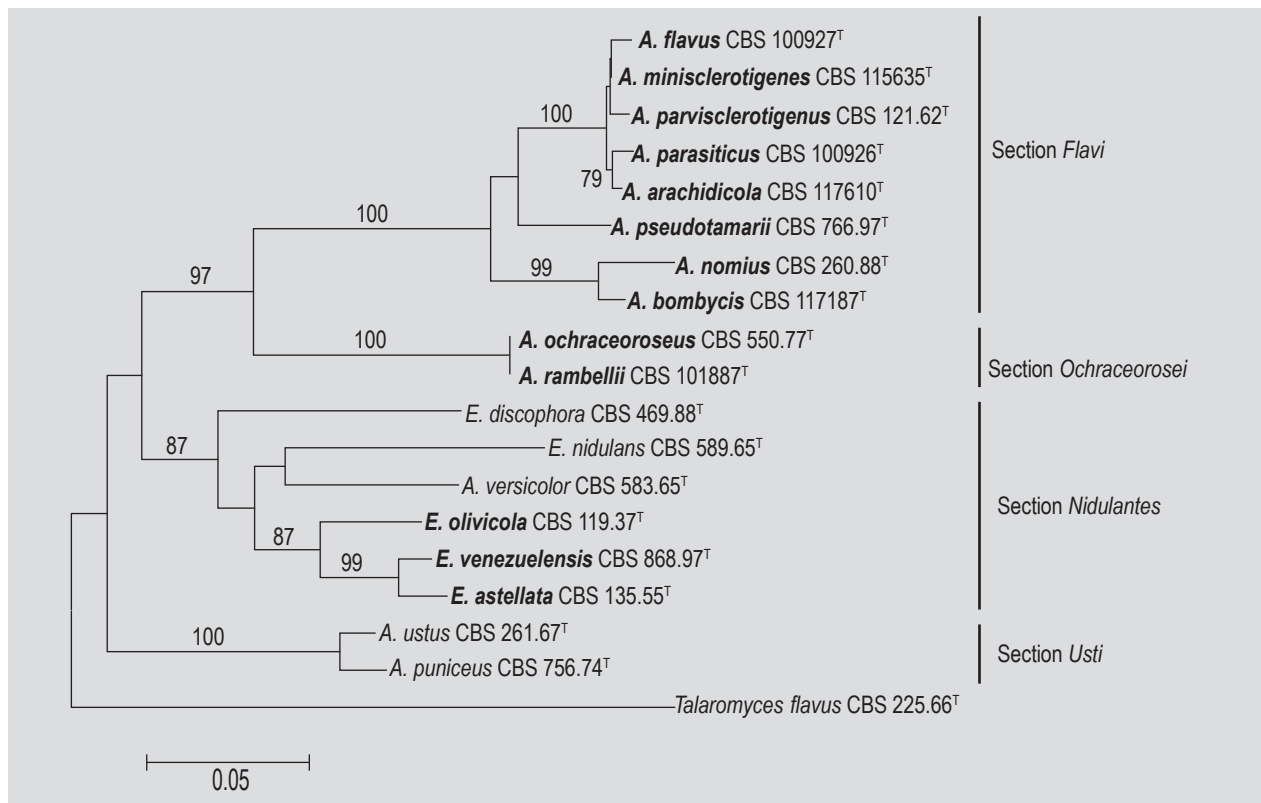 A. flavus CBS 100927ᵀ
A. minisclerotigenes CBS 115635ᵀ
100
A. parvisclerotigenus CBS 121.62ᵀ
A. parasiticus CBS 100926ᵀ
Section Flavi
79
A. arachidicola CBS 117610ᵀ
100
A. pseudotamarii CBS 766.97ᵀ
97
99
A. nomius CBS 260.88ᵀ
A. bombycis CBS 117187ᵀ
100
A. ochraceoroseus CBS 550.77ᵀ
A. rambellii CBS 101887ᵀ
Section Ochraceorosei
E. discophora CBS 469.88ᵀ
87
E. nidulans CBS 589.65ᵀ
A. versicolor CBS 583.65ᵀ
Section Nidulantes
E. olivicola CBS 119.37ᵀ
87
E. venezuelensis CBS 868.97ᵀ
99
E. astellata CBS 135.55ᵀ
100
A. ustus CBS 261.67ᵀ
Section Usti
A. puniceus CBS 756.74ᵀ
Talaromyces flavus CBS 225.66ᵀ
0.05